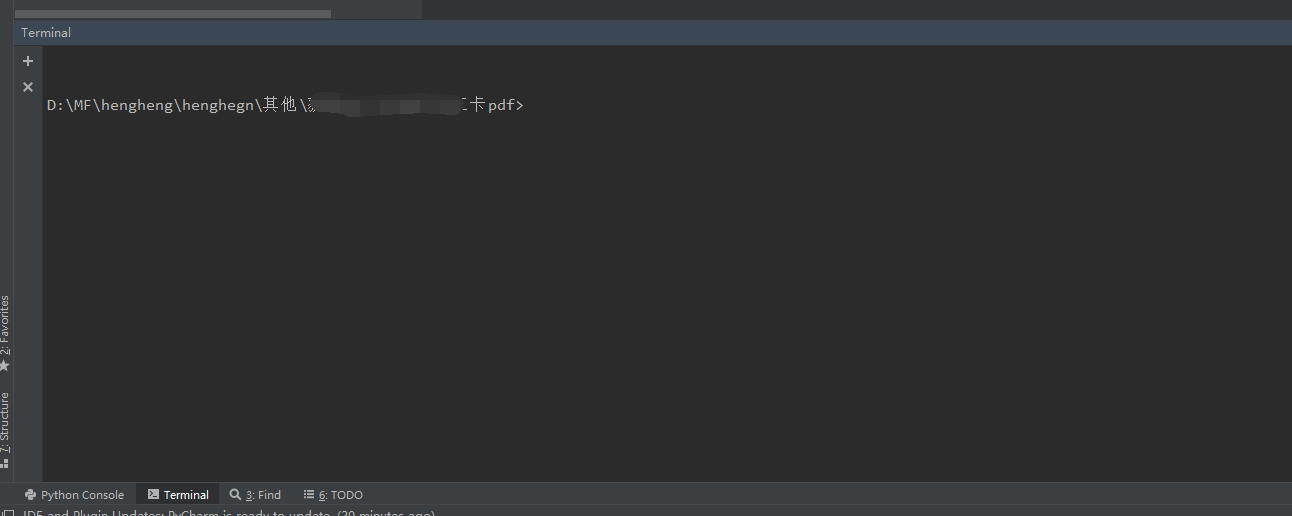 Terminal
D:\MF\hengheng\henghegn\其他\ 卡pdf>
2: Favorites
7: Structure
Python Console
Terminal
3: Find
6: TODO
IDE and Plugin Updates: PyCharm is ready to update. (20 minutes ago)